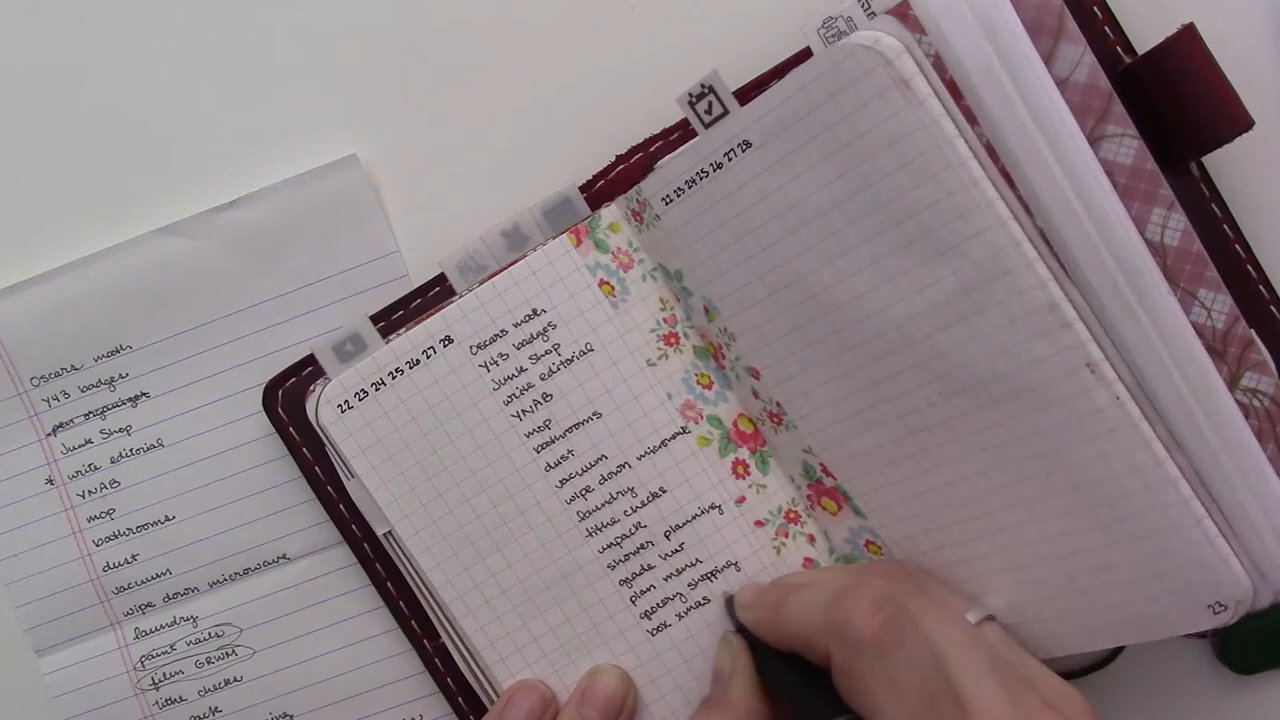 Oscars math
Y43 badges
peer organizer
Junk Shop
* write editorial
YNAB
mop
bathrooms
dust
vacuum
wipe down microwave
laundry
paint nails
film GRWM
tithe checks
22 23 24 25 26 27 28
Oscars math
Y43 badges
Junk Shop
write editorial
YNAB
mop
bathrooms
dust
vacuum
wipe down microwave
laundry
tithe checks
unpack
shower planning
grade hw
plan menu
grocery shopping
box xmas
22 23 24 25 26 27 28
23